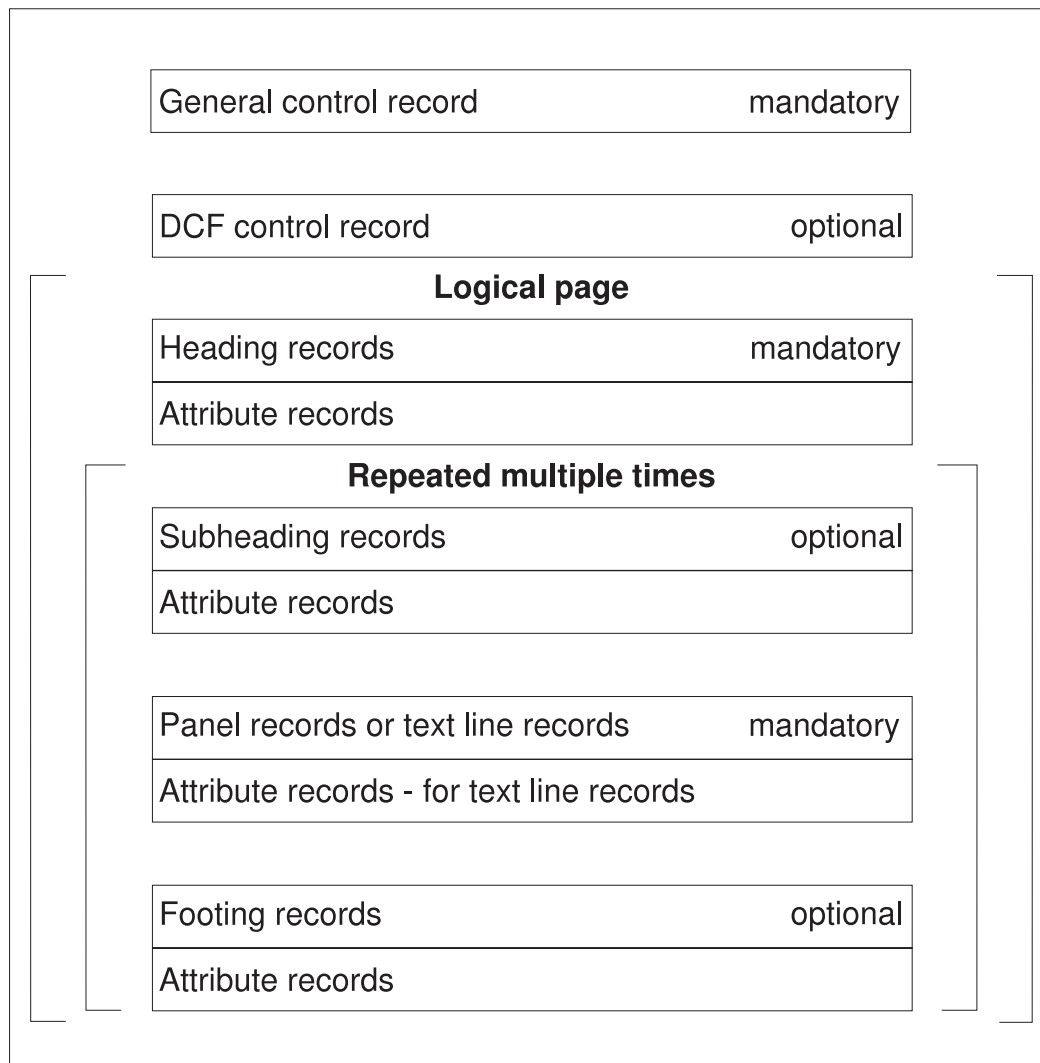 General control record mandatory
DCF control record optional
Logical page
Heading records mandatory
Attribute records
Repeated multiple times
Subheading records optional
Attribute records
Panel records or text line records mandatory
Attribute records - for text line records
Footing records optional
Attribute records